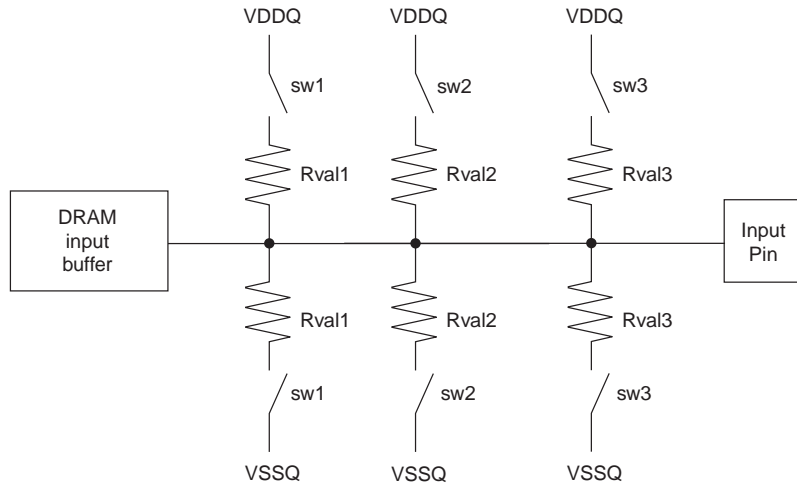 VDDQ VDDQ VDDQ
sw1 sw2 sw3
Rval1 Rval2 Rval3
DRAM
input
buffer
Input
Pin
Rval1 Rval2 Rval3
sw1 sw2 sw3
VSSQ VSSQ VSSQ